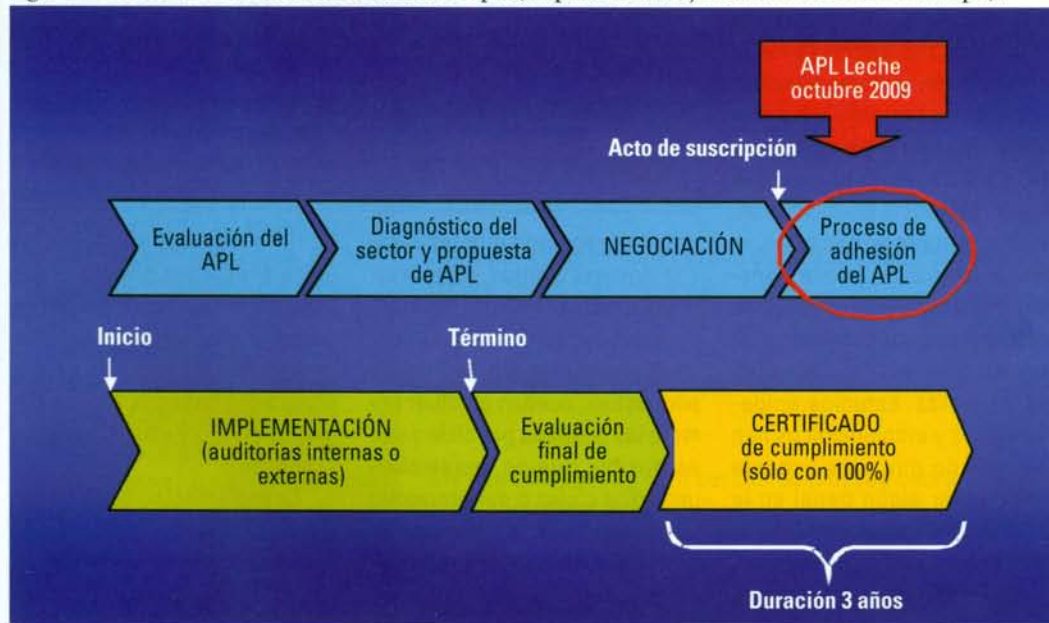 APL Leche
octubre 2009
Acto de suscripción
Evaluación del
APL
Diagnóstico del
sector y propuesta
de APL
NEGOCIACIÓN
Proceso de
adhesión
del APL
Inicio
Término
IMPLEMENTACIÓN
(auditorías internas o
externas)
Evaluación
final de
cumplimiento
CERTIFICADO
de cumplimiento
(sólo con 100%)
Duración 3 años